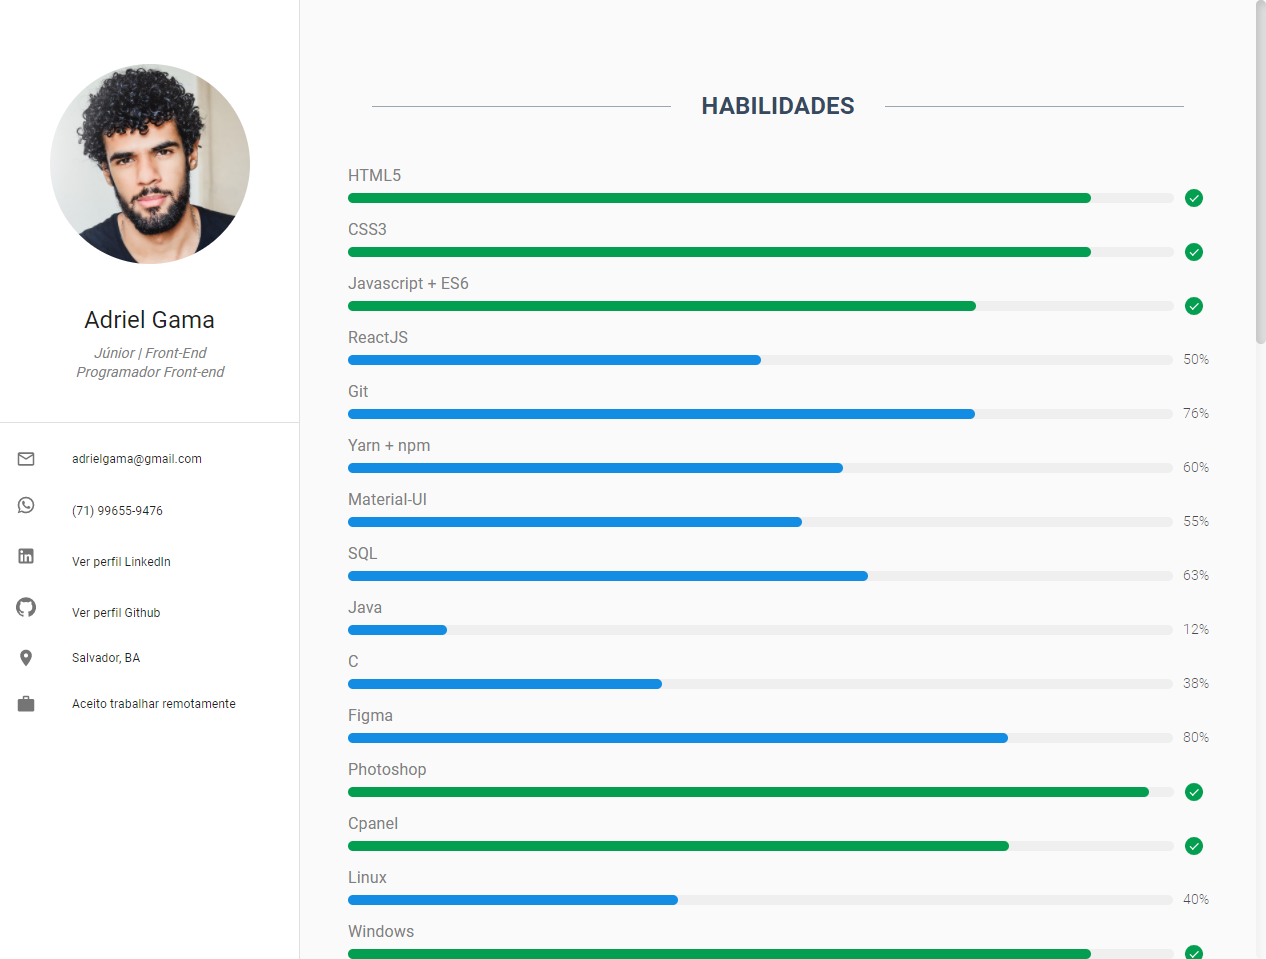 Adriel Gama
Júnior | Front-End
Programador Front-end
adrielgama@gmail.com
(71) 99655-9476
Ver perfil LinkedIn
Ver perfil Github
Salvador, BA
Aceito trabalhar remotamente
HABILIDADES
HTML5
CSS3
Javascript + ES6
ReactJS
50%
Git
76%
Yarn + npm
60%
Material-UI
55%
SQL
63%
Java
12%
C
38%
Figma
80%
Photoshop
Cpanel
Linux
40%
Windows